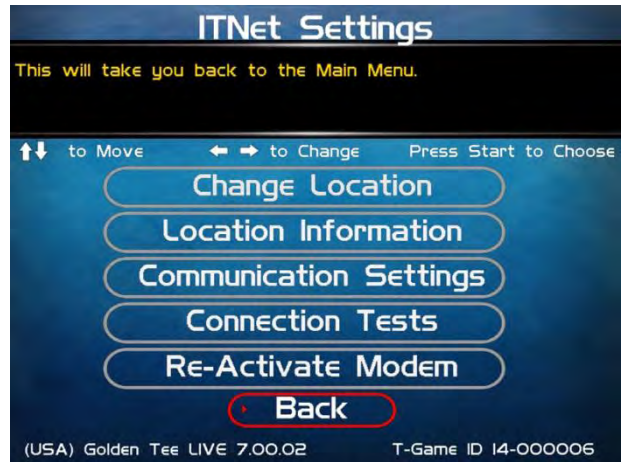 ITNet Settings
This will take you back to the Main Menu.
↑↓ to Move ← → to Change Press Start to Choose
Change Location
Location Information
Communication Settings
Connection Tests
Re-Activate Modem
Back
(USA) Golden Tee LIVE 7.00.02 T-Game ID 14-000006